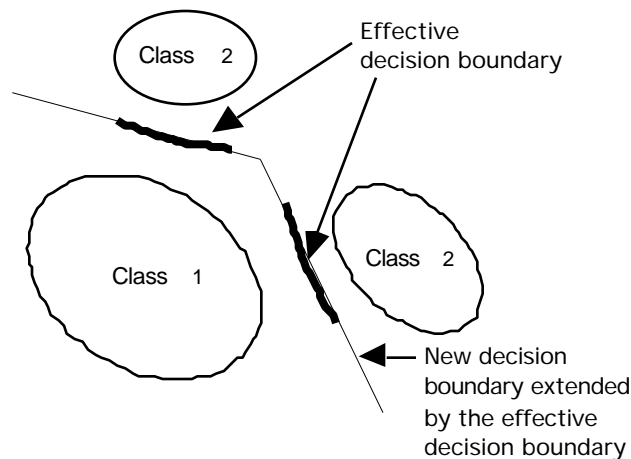 Class 2
Effective
decision boundary
Class 1
Class 2
New decision
boundary extended
by the effective
decision boundary